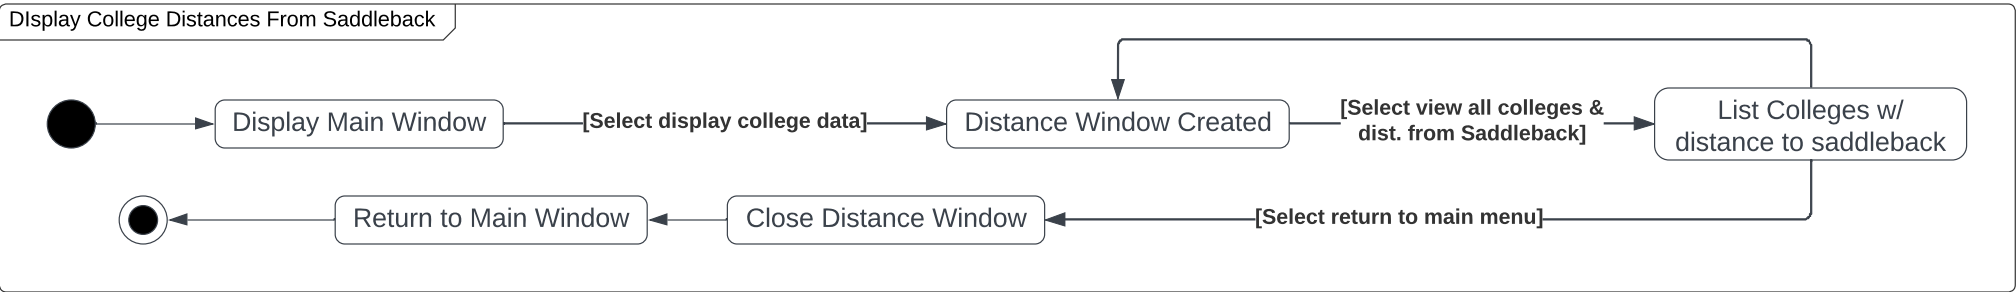 DIsplay College Distances From Saddleback
Display Main Window
[Select display college data]
Distance Window Created
[Select view all colleges &
dist. from Saddleback]
List Colleges w/
distance to saddleback
Return to Main Window
Close Distance Window
[Select return to main menu]